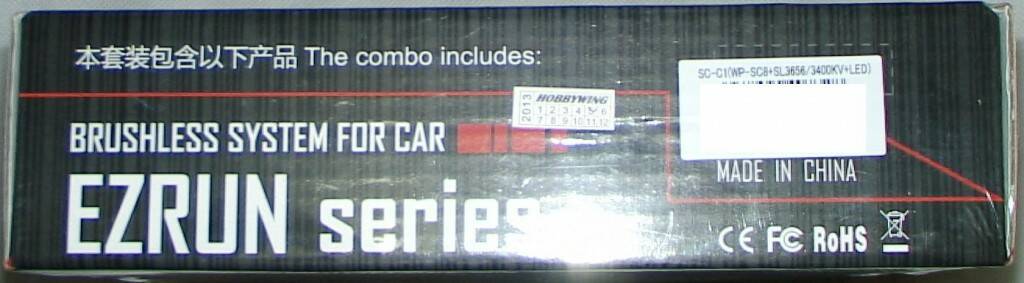 本套装包含以下产品 The combo includes:
SC-C1(WP-SC8+SL3656/3400KV+LED)
2013 HOBBYWING
1 2 3 4 5 6
7 8 9 10 11 12
BRUSHLESS SYSTEM FOR CAR
MADE IN CHINA
EZRUN series
CE FC RoHS